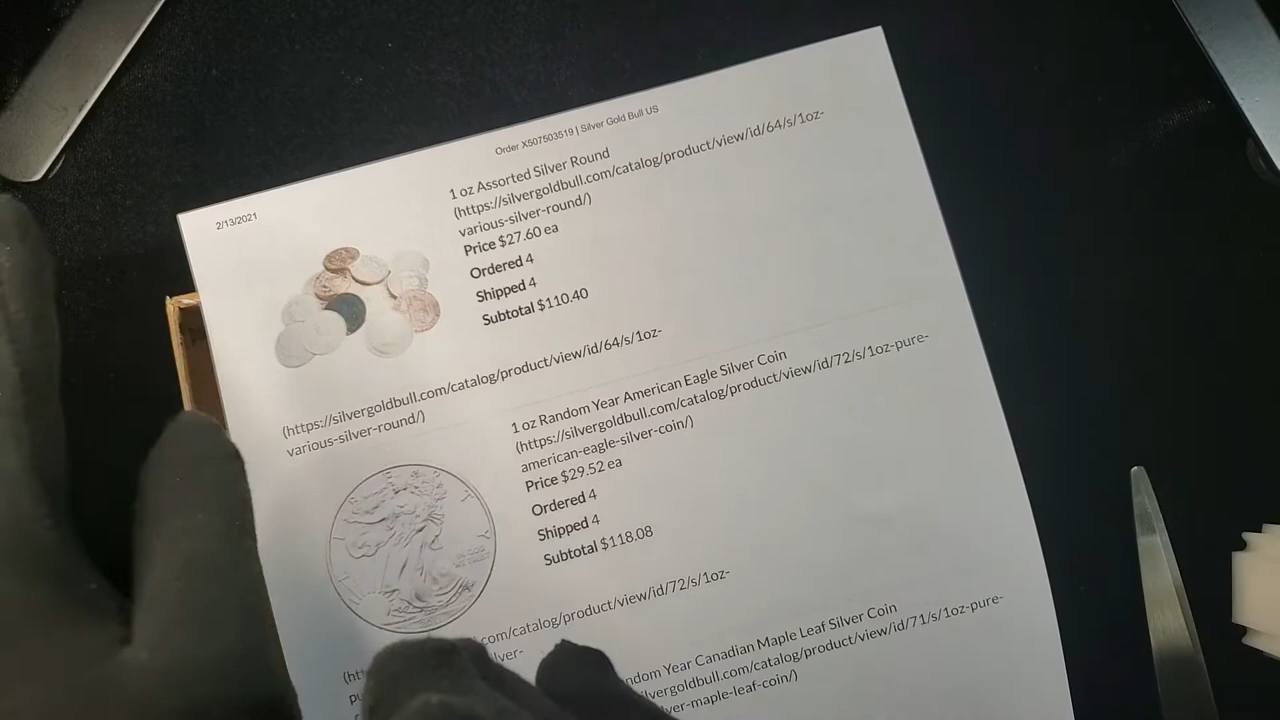 Order X507503519 | Silver Gold Bull US
2/13/2021
1 oz Assorted Silver Round
(https://silvergoldbull.com/catalog/product/view/id/64/s/1oz-
various-silver-round/)
Price $27.60 ea
Ordered 4
Shipped 4
Subtotal $110.40
(https://silvergoldbull.com/catalog/product/view/id/64/s/1oz-
various-silver-round/)
1 oz Random Year American Eagle Silver Coin
(https://silvergoldbull.com/catalog/product/view/id/72/s/1oz-pure-
american-eagle-silver-coin/)
Price $29.52 ea
Ordered 4
Shipped 4
Subtotal $118.08
com/catalog/product/view/id/72/s/1oz-
Year Canadian Maple Leaf Silver Coin
lvergoldbull.com/catalog/product/view/id/71/s/1oz-pure-
ver-maple-leaf-coin/)